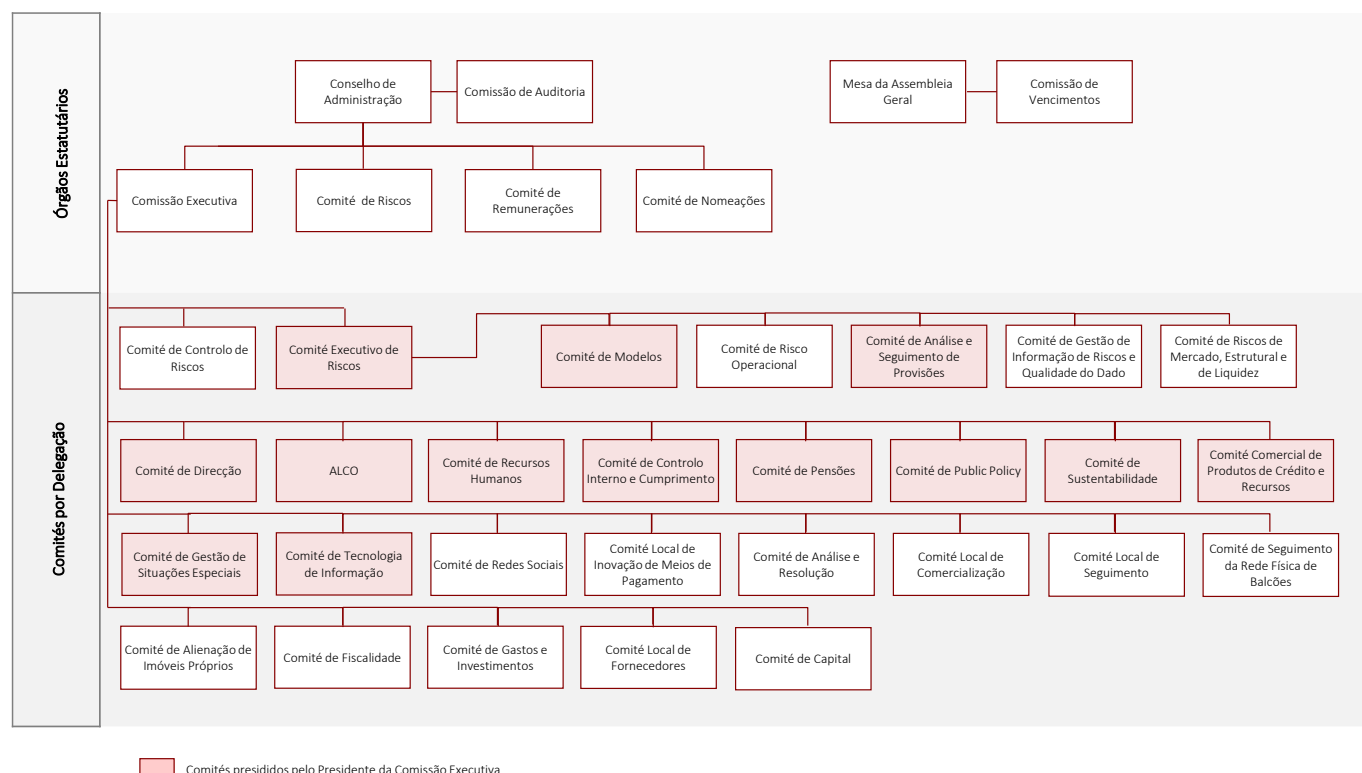 Órgãos Estatutários
Conselho de
Administração
Comissão de Auditoria
Mesa da Assembleia
Geral
Comissão de
Vencimentos
Comissão Executiva
Comité de Riscos
Comité de
Remunerações
Comité de Nomeações
Comités por Delegação
Comité de Controlo de
Riscos
Comité Executivo de
Riscos
Comité de Modelos
Comité de Risco
Operacional
Comité de Análise e
Seguimento de
Provisões
Comité de Gestão de
Informação de Riscos e
Qualidade do Dado
Comité de Riscos de
Mercado, Estrutural e
de Liquidez
Comité de Direcção
ALCO
Comité de Recursos
Humanos
Comité de Controlo
Interno e Cumprimento
Comité de Pensões
Comité de Public Policy
Comité de
Sustentabilidade
Comité Comercial de
Produtos de Crédito e
Recursos
Comité de Gestão de
Situações Especiais
Comité de Tecnologia
de Informação
Comité de Redes Sociais
Comité Local de
Inovação de Meios de
Pagamento
Comité de Análise e
Resolução
Comité Local de
Comercialização
Comité Local de
Seguimento
Comité de Seguimento
da Rede Física de
Balcões
Comité de Alienação de
Imóveis Próprios
Comité de Fiscalidade
Comité de Gastos e
Investimentos
Comité Local de
Fornecedores
Comité de Capital
Comités presididos pelo Presidente da Comissão Executiva